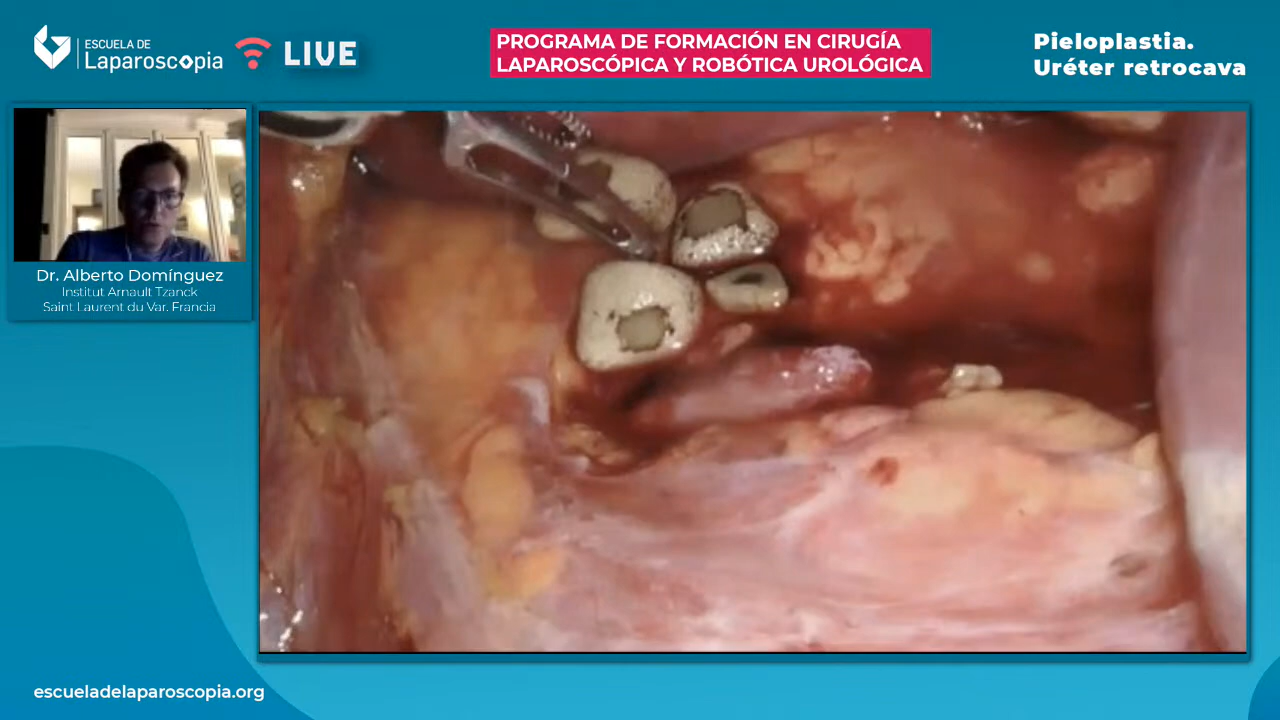 ESCUELA DE
Laparoscopia
LIVE
PROGRAMA DE FORMACIÓN EN CIRUGÍA
LAPAROSCÓPICA Y ROBÓTICA UROLÓGICA
Pieloplastia.
Uréter retrocava
Dr. Alberto Domínguez
Institut Arnault Tzanck
Saint Laurent du Var. Francia
escueladelaparoscopia.org